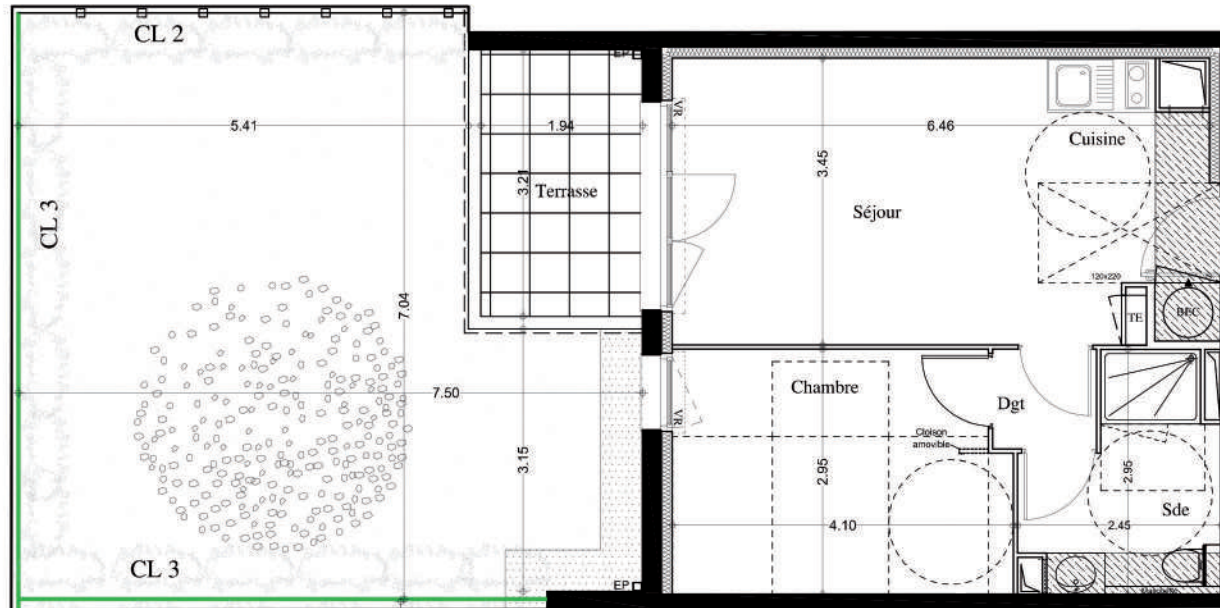 CL 2
EP
5.41
1.94
VR
6.46
Cuisine
3.45
3.21
Terrasse
CL 3
Séjour
120x220
7.04
TE
BEC
7.50
Chambre
VR
Dgt
Cloison
amovible
3.15
2.95
2.95
4.10
2.45
Sde
CL 3
EP